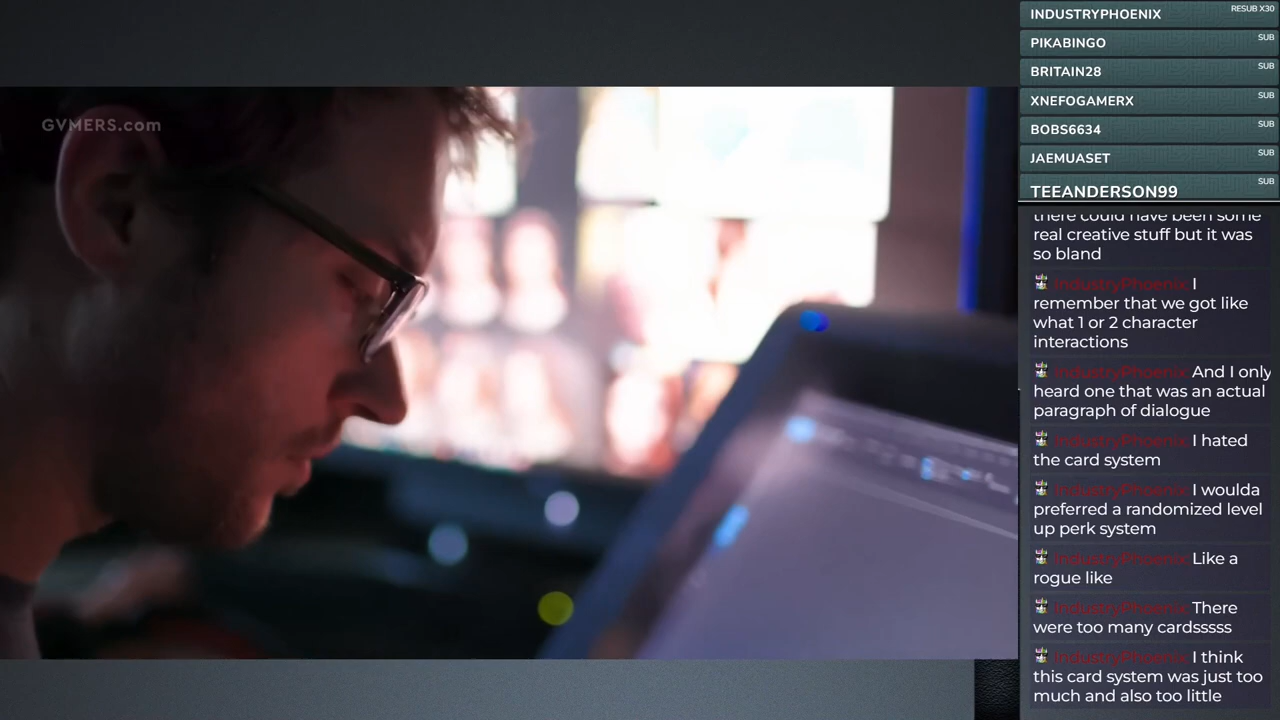 GVMERS.com
INDUSTRYPHOENIX
RESUB X30
PIKABINGO
SUB
BRITAIN28
SUB
XNEFOGAMERX
SUB
BOBS6634
SUB
JAEMUASET
SUB
TEEANDERSON99
SUB
there could have been some
real creative stuff but it was
so bland
IndustryPhoenix: I
remember that we got like
what 1 or 2 character
interactions
IndustryPhoenix: And I only
heard one that was an actual
paragraph of dialogue
IndustryPhoenix: I hated
the card system
IndustryPhoenix: I woulda
preferred a randomized level
up perk system
IndustryPhoenix: Like a
rogue like
IndustryPhoenix: There
were too many cardsssss
IndustryPhoenix: I think
this card system was just too
much and also too little